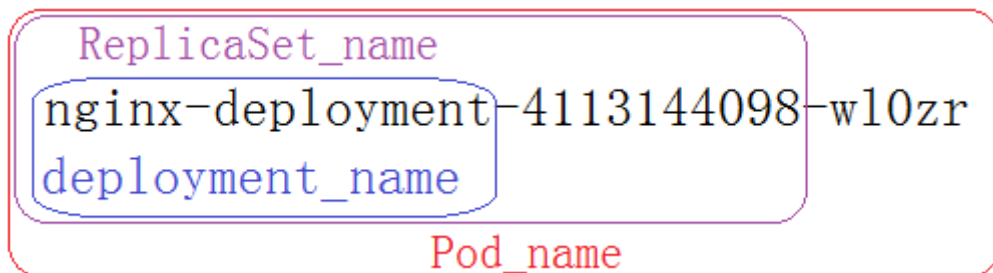 ReplicaSet_name
nginx-deployment-4113144098-wl0zr
deployment_name
Pod_name